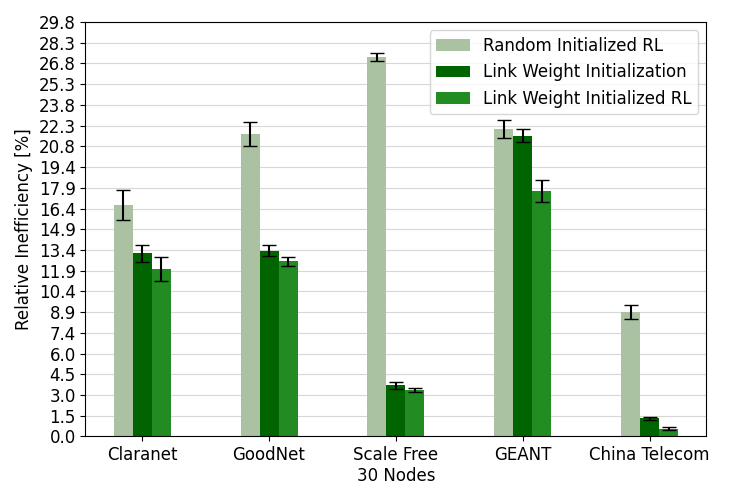 29.8
28.3
26.8
25.3
23.8
22.3
20.8
19.4
17.9
16.4
14.9
13.4
11.9
10.4
8.9
7.4
6.0
4.5
3.0
1.5
0.0
Relative Inefficiency [%]
Random Initialized RL
Link Weight Initialization
Link Weight Initialized RL
Claranet
GoodNet
Scale Free
30 Nodes
GEANT
China Telecom